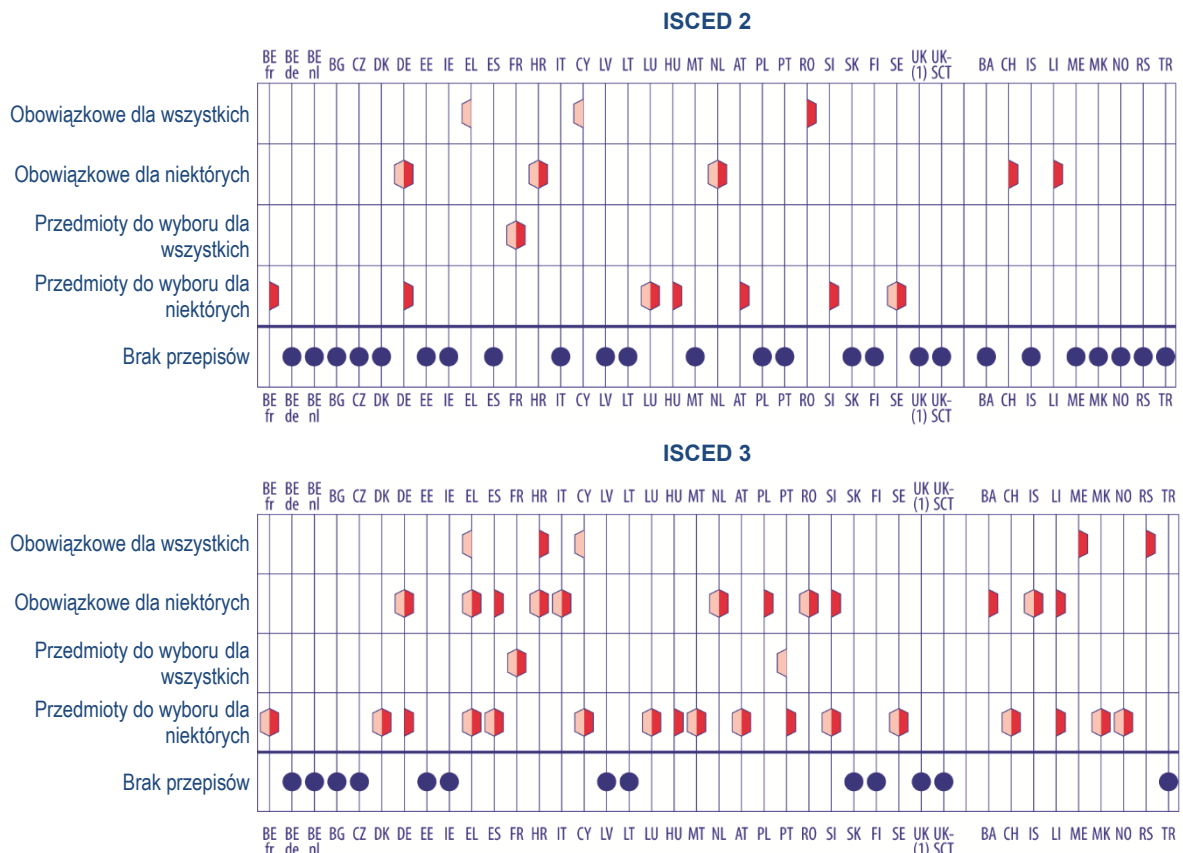 ISCED 2
BE fr BE de BE nl BG CZ DK DE EE IE EL ES FR HR IT CY LV LT LU HU MT NL AT PL PT RO SI SK FI SE UK (1) UK-SCT BA CH IS LI ME MK NO RS TR
Obowiązkowe dla wszystkich
Obowiązkowe dla niektórych
Przedmioty do wyboru dla
wszystkich
Przedmioty do wyboru dla
niektórych
Brak przepisów
BE fr BE de BE nl BG CZ DK DE EE IE EL ES FR HR IT CY LV LT LU HU MT NL AT PL PT RO SI SK FI SE UK (1) UK-SCT BA CH IS LI ME MK NO RS TR
ISCED 3
BE fr BE de BE nl BG CZ DK DE EE IE EL ES FR HR IT CY LV LT LU HU MT NL AT PL PT RO SI SK FI SE UK (1) UK-SCT BA CH IS LI ME MK NO RS TR
Obowiązkowe dla wszystkich
Obowiązkowe dla niektórych
Przedmioty do wyboru dla
wszystkich
Przedmioty do wyboru dla
niektórych
Brak przepisów
BE fr BE de BE nl BG CZ DK DE EE IE EL ES FR HR IT CY LV LT LU HU MT NL AT PL PT RO SI SK FI SE UK (1) UK-SCT BA CH IS LI ME MK NO RS TR